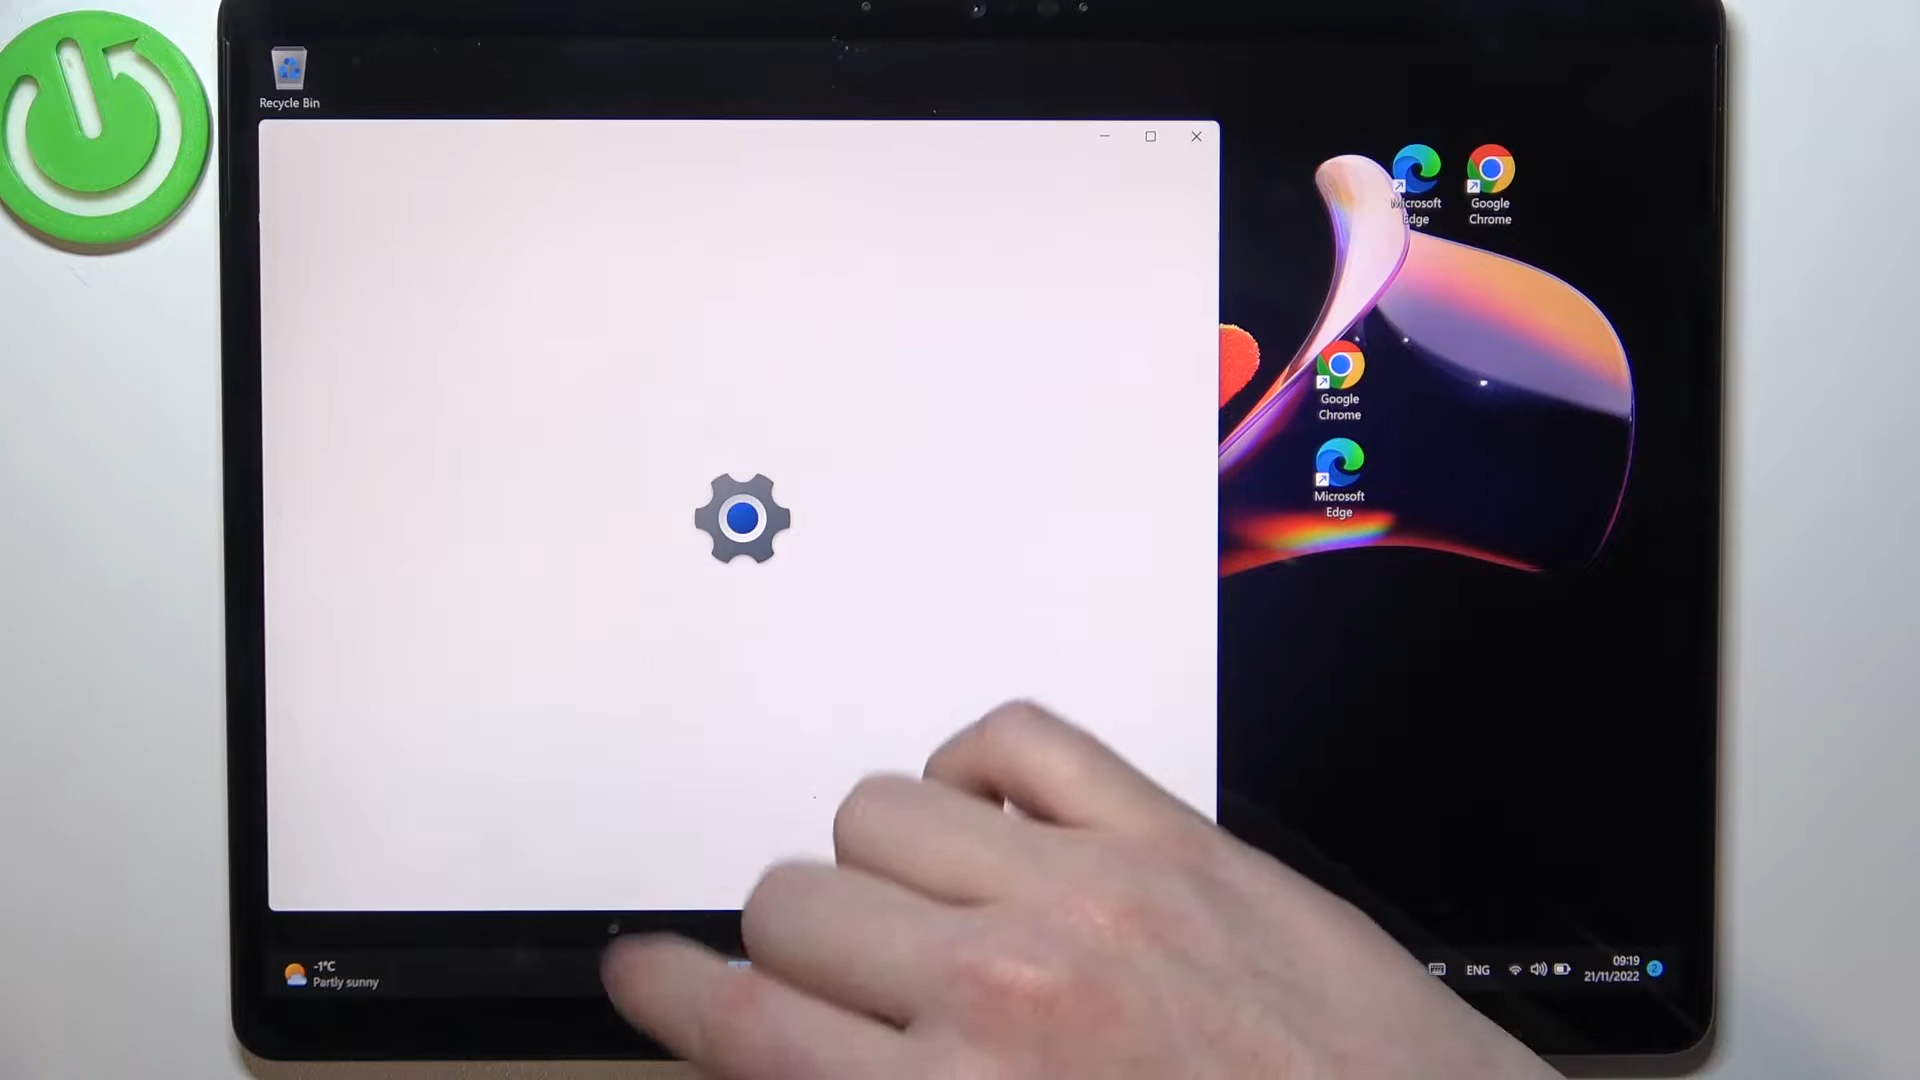 Recycle Bin
Microsoft
Edge
Google
Chrome
Google
Chrome
Microsoft
Edge
-1°C
Partly sunny
ENG
09:19
21/11/2022
2